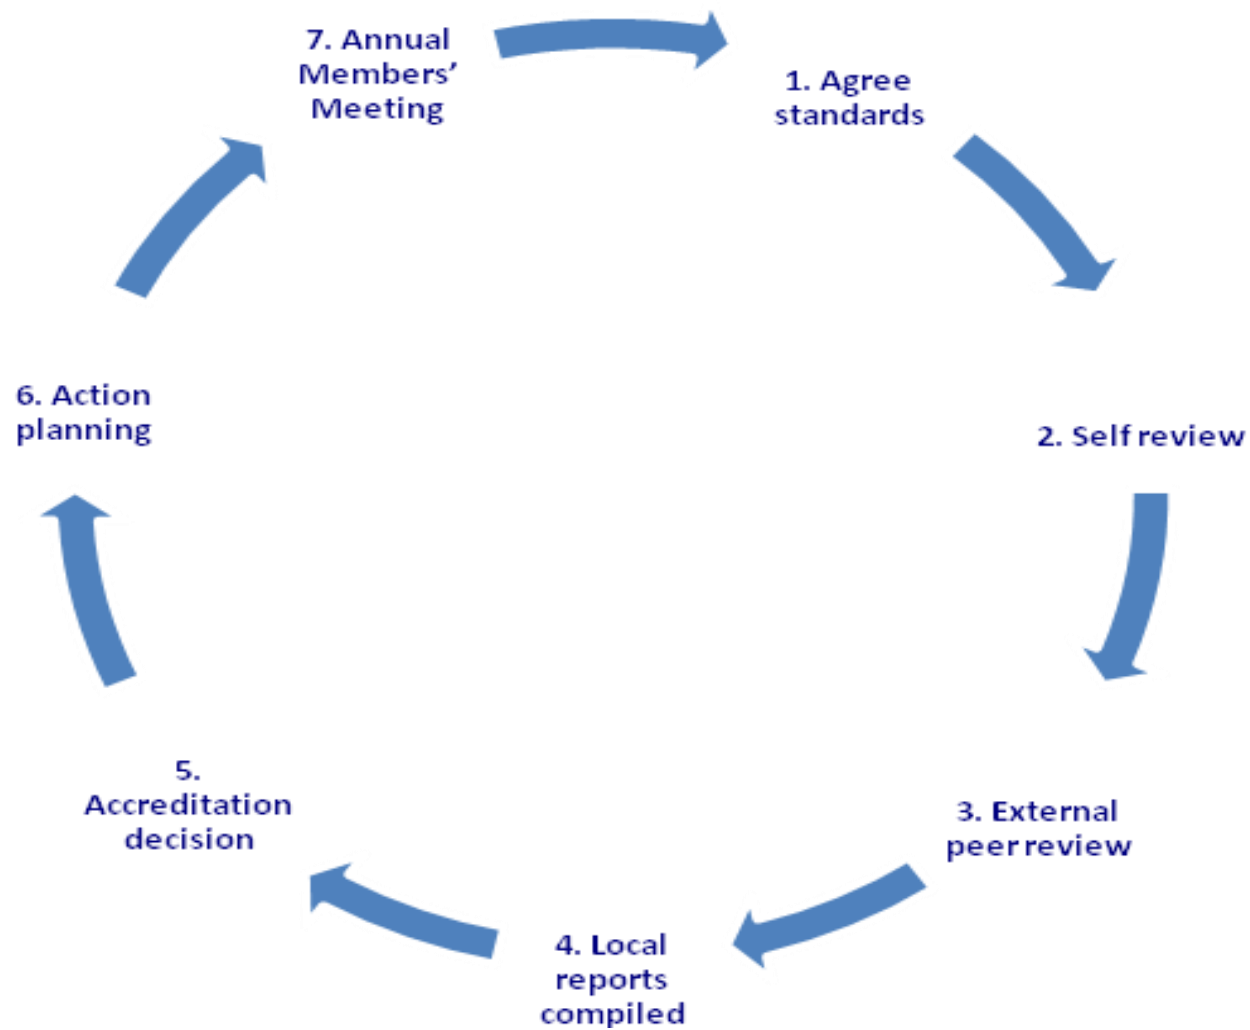 7. Annual
Members’
Meeting
1. Agree
standards
2. Self review
3. External
peer review
4. Local
reports
compiled
5.
Accreditation
decision
6. Action
planning